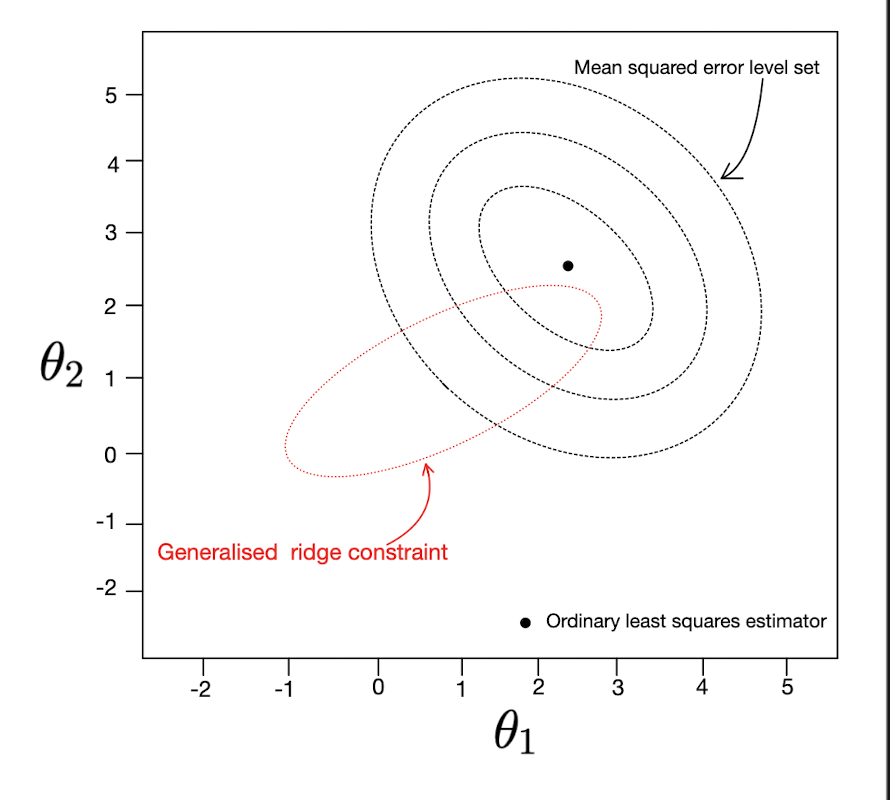 Mean squared error level set
5
4
3
2
1
0
-1
-2
θ2
Generalised ridge constraint
Ordinary least squares estimator
-2 -1 0 1 2 3 4 5
θ1